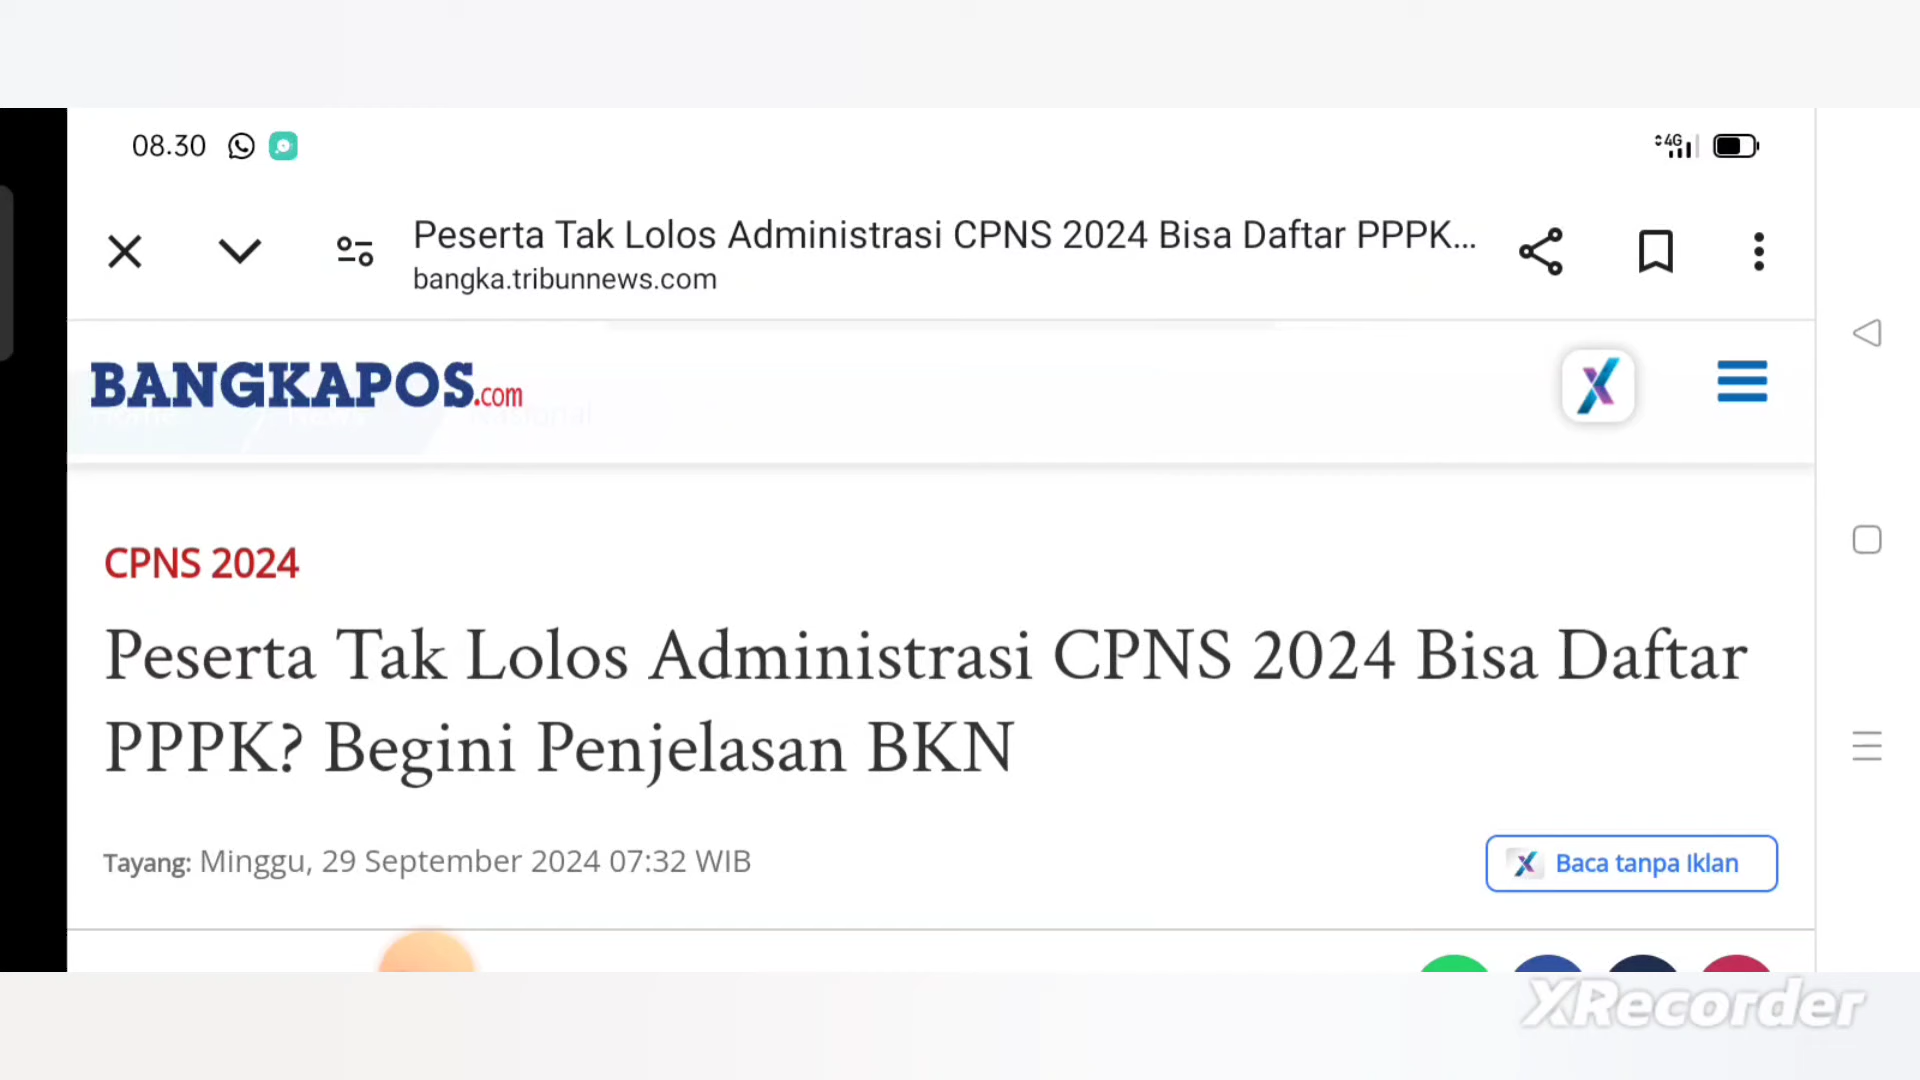 08.30
4G
Peserta Tak Lolos Administrasi CPNS 2024 Bisa Daftar PPPK...
bangka.tribunnews.com
BANGKAPOS.com
CPNS 2024
Peserta Tak Lolos Administrasi CPNS 2024 Bisa Daftar
PPPK? Begini Penjelasan BKN
Tayang: Minggu, 29 September 2024 07:32 WIB
Baca tanpa Iklan
XRecorder